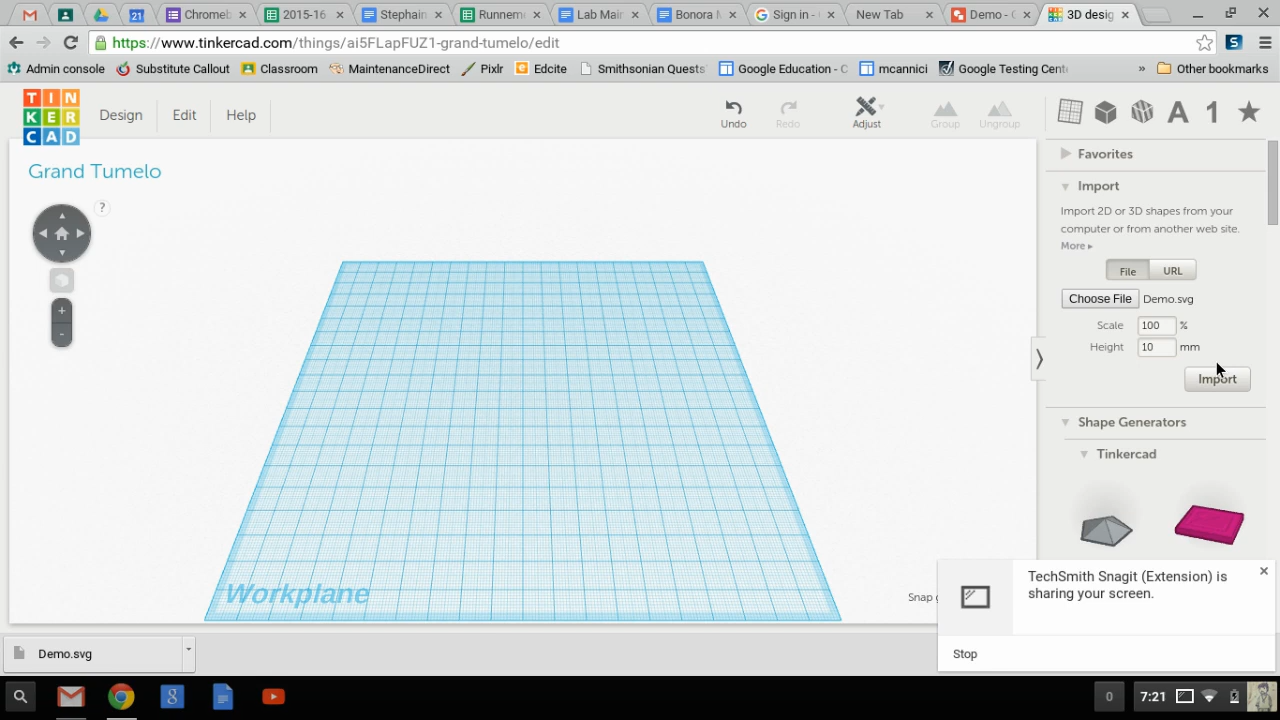 21
Chromeb
2015-16
Stephain
Runnem
Lab Mai
Bonora
Sign in -
New Tab
Demo -
3D desig
https://www.tinkercad.com/things/ai5FLapFUZ1-grand-tumelo/edit
S
Admin console
Substitute Callout
Classroom
MaintenanceDirect
Pixlr
Edcite
Smithsonian Quests
Google Education - C
mcannici
Google Testing Cent
»
Other bookmarks
TIN
KER
CAD
Design
Edit
Help
Undo
Redo
Adjust
Group
Ungroup
A
1
Grand Tumelo
?
+
-
Favorites
Import
Import 2D or 3D shapes from your
computer or from another web site.
More ▸
File
URL
Choose File Demo.svg
Scale 100 %
Height 10 mm
Import
Shape Generators
Tinkercad
Workplane
Snap
TechSmith Snagit (Extension) is
sharing your screen.
Stop
Demo.svg
8
0
7:21